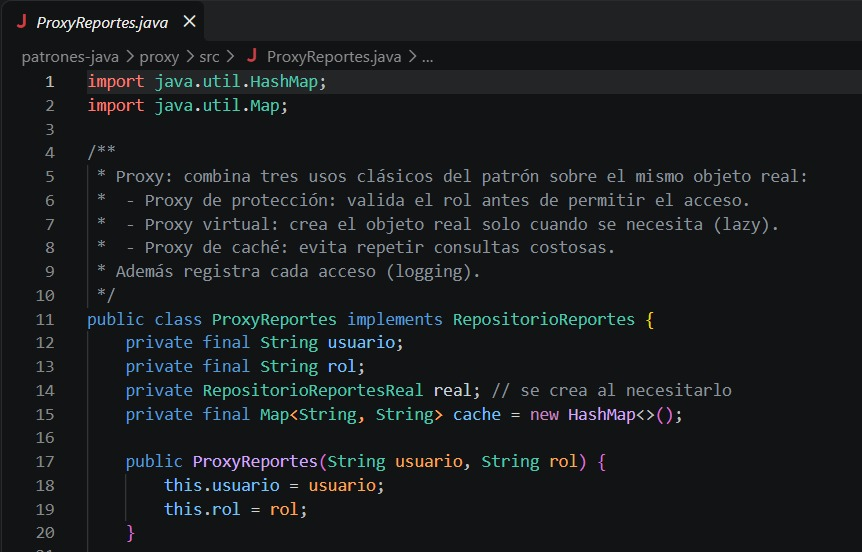 J ProxyReportes.java ✕
patrones-java > proxy > src > J ProxyReportes.java > ...
1 import java.util.HashMap;
2 import java.util.Map;
3
4 /**
5  * Proxy: combina tres usos clásicos del patrón sobre el mismo objeto real:
6  *  - Proxy de protección: valida el rol antes de permitir el acceso.
7  *  - Proxy virtual: crea el objeto real solo cuando se necesita (lazy).
8  *  - Proxy de caché: evita repetir consultas costosas.
9  * Además registra cada acceso (logging).
10  */
11 public class ProxyReportes implements RepositorioReportes {
12     private final String usuario;
13     private final String rol;
14     private RepositorioReportesReal real; // se crea al necesitarlo
15     private final Map<String, String> cache = new HashMap<>();
16
17     public ProxyReportes(String usuario, String rol) {
18         this.usuario = usuario;
19         this.rol = rol;
20     }